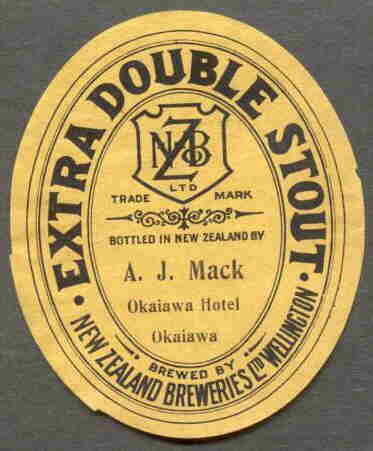 EXTRA DOUBLE STOUT
NZB
LTD
TRADE MARK
BOTTLED IN NEW ZEALAND BY
A. J. Mack
Okaiawa Hotel
Okaiawa
BREWED BY
NEW ZEALAND BREWERIES LTD WELLINGTON